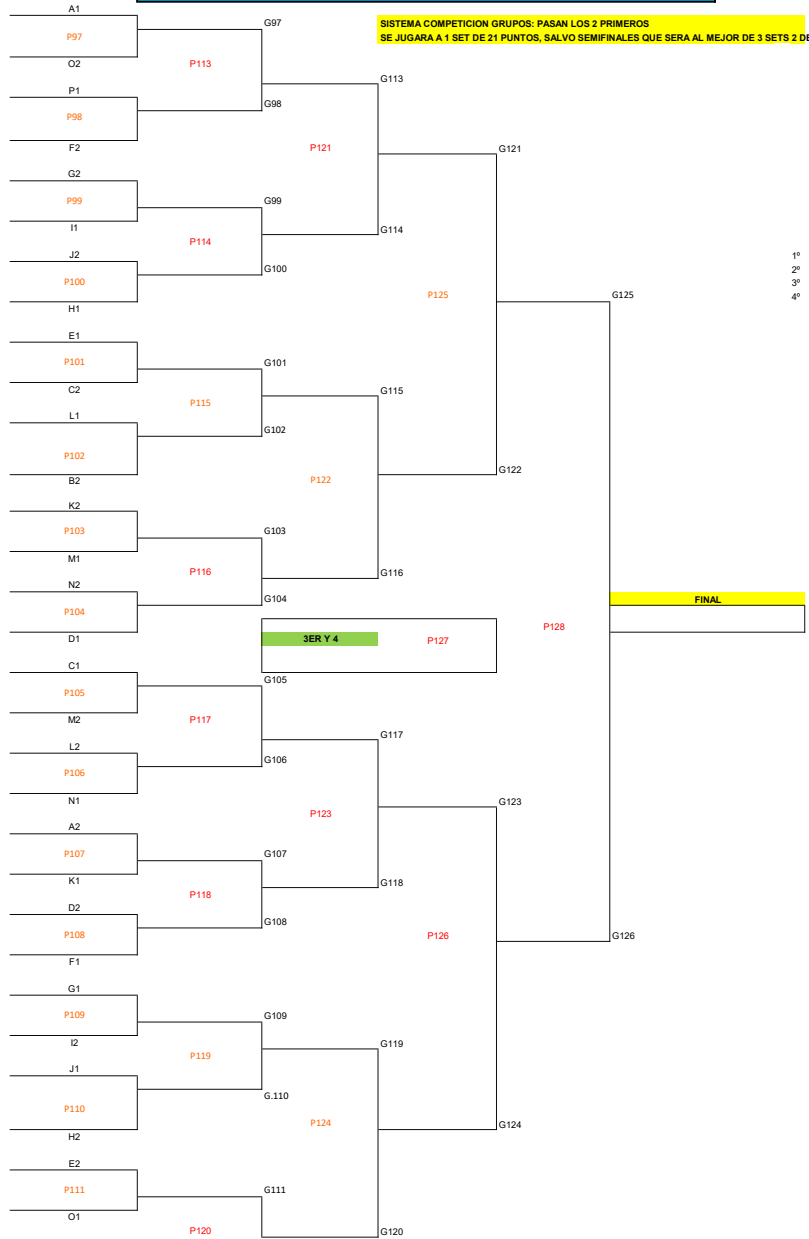 A1
G97
SISTEMA COMPETICION GRUPOS: PASAN LOS 2 PRIMEROS
P97
SE JUGARA A 1 SET DE 21 PUNTOS, SALVO SEMIFINALES QUE SERA AL MEJOR DE 3 SETS 2 DE
O2
P113
G113
P1
G98
P98
F2
P121
G121
G2
P99
G99
I1
G114
P114
J2
G100
1º
2º
P100
3º
P125
G125
4º
H1
E1
P101
G101
C2
G115
P115
L1
G102
P102
G122
B2
P122
K2
P103
G103
M1
P116
G116
N2
G104
FINAL
P104
P128
D1
3ER Y 4
P127
C1
G105
P105
M2
P117
G117
L2
G106
P106
N1
G123
P123
A2
P107
G107
K1
G118
P118
D2
G108
P108
P126
G126
F1
G1
P109
G109
I2
G119
P119
J1
G.110
P110
P124
G124
H2
E2
P111
G111
O1
P120
G120